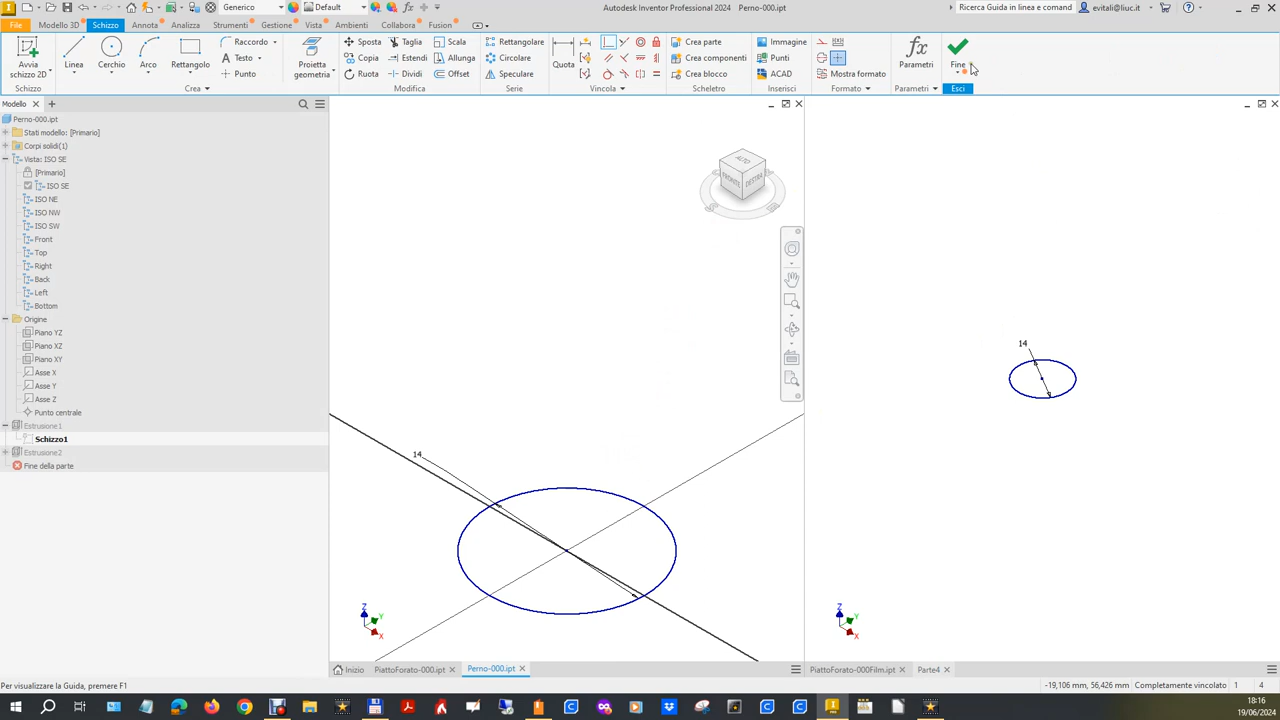 Generico
Default
Autodesk Inventor Professional 2024   Perno-000.ipt
Ricerca Guida in linea e comandi
evitali@liuc.it
File
Modello 3D
Schizzo
Annota
Analizza
Strumenti
Gestione
Vista
Ambienti
Collabora
Fusion
Avvia
schizzo 2D
Linea
Cerchio
Arco
Rettangolo
Raccordo
Testo
Punto
Proietta
geometria
Sposta
Copia
Ruota
Taglia
Estendi
Dividi
Scala
Allunga
Offset
Rettangolare
Circolare
Speculare
Quota
Crea parte
Crea componenti
Crea blocco
Immagine
Punti
ACAD
Mostra formato
Parametri
Fine
Schizzo
Crea
Modifica
Serie
Vincola
Scheletro
Inserisci
Formato
Parametri
Esci
Modello
Perno-000.ipt
Stati modello: [Primario]
Corpi solidi(1)
Vista: ISO SE
[Primario]
ISO SE
ISO NE
ISO NW
ISO SW
Front
Top
Right
Back
Left
Bottom
Origine
Piano YZ
Piano XZ
Piano XY
Asse X
Asse Y
Asse Z
Punto centrale
Estrusione1
Schizzo1
Estrusione2
Fine della parte
ALTO
FRONTE
DESTRA
14
14
Z
Y
X
Z
Y
X
Inizio
PiattoForato-000.ipt
Perno-000.ipt
PiattoForato-000Film.ipt
Parte4
Per visualizzare la Guida, premere F1
-19,106 mm, 56,426 mm
Completamente vincolato
1
4
18:16
19/06/2024